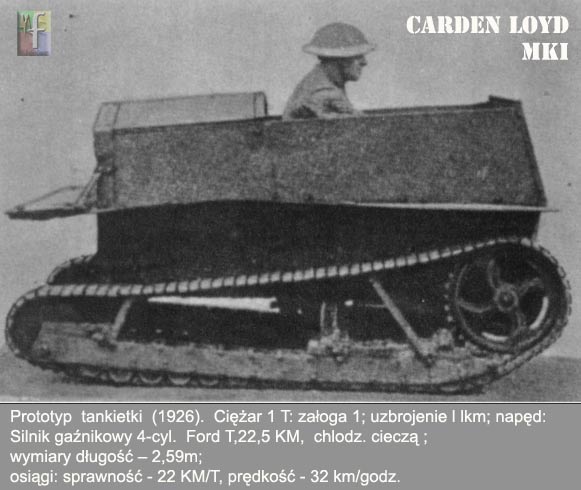 CARDEN LOYD
MKI
Prototyp tankietki (1926). Ciężar 1 T: załoga 1; uzbrojenie l lkm; napęd:
Silnik gaźnikowy 4-cyl. Ford T,22,5 KM, chlodz. cieczą ;
wymiary długość – 2,59m;
osiągi: sprawność - 22 KM/T, prędkość - 32 km/godz.